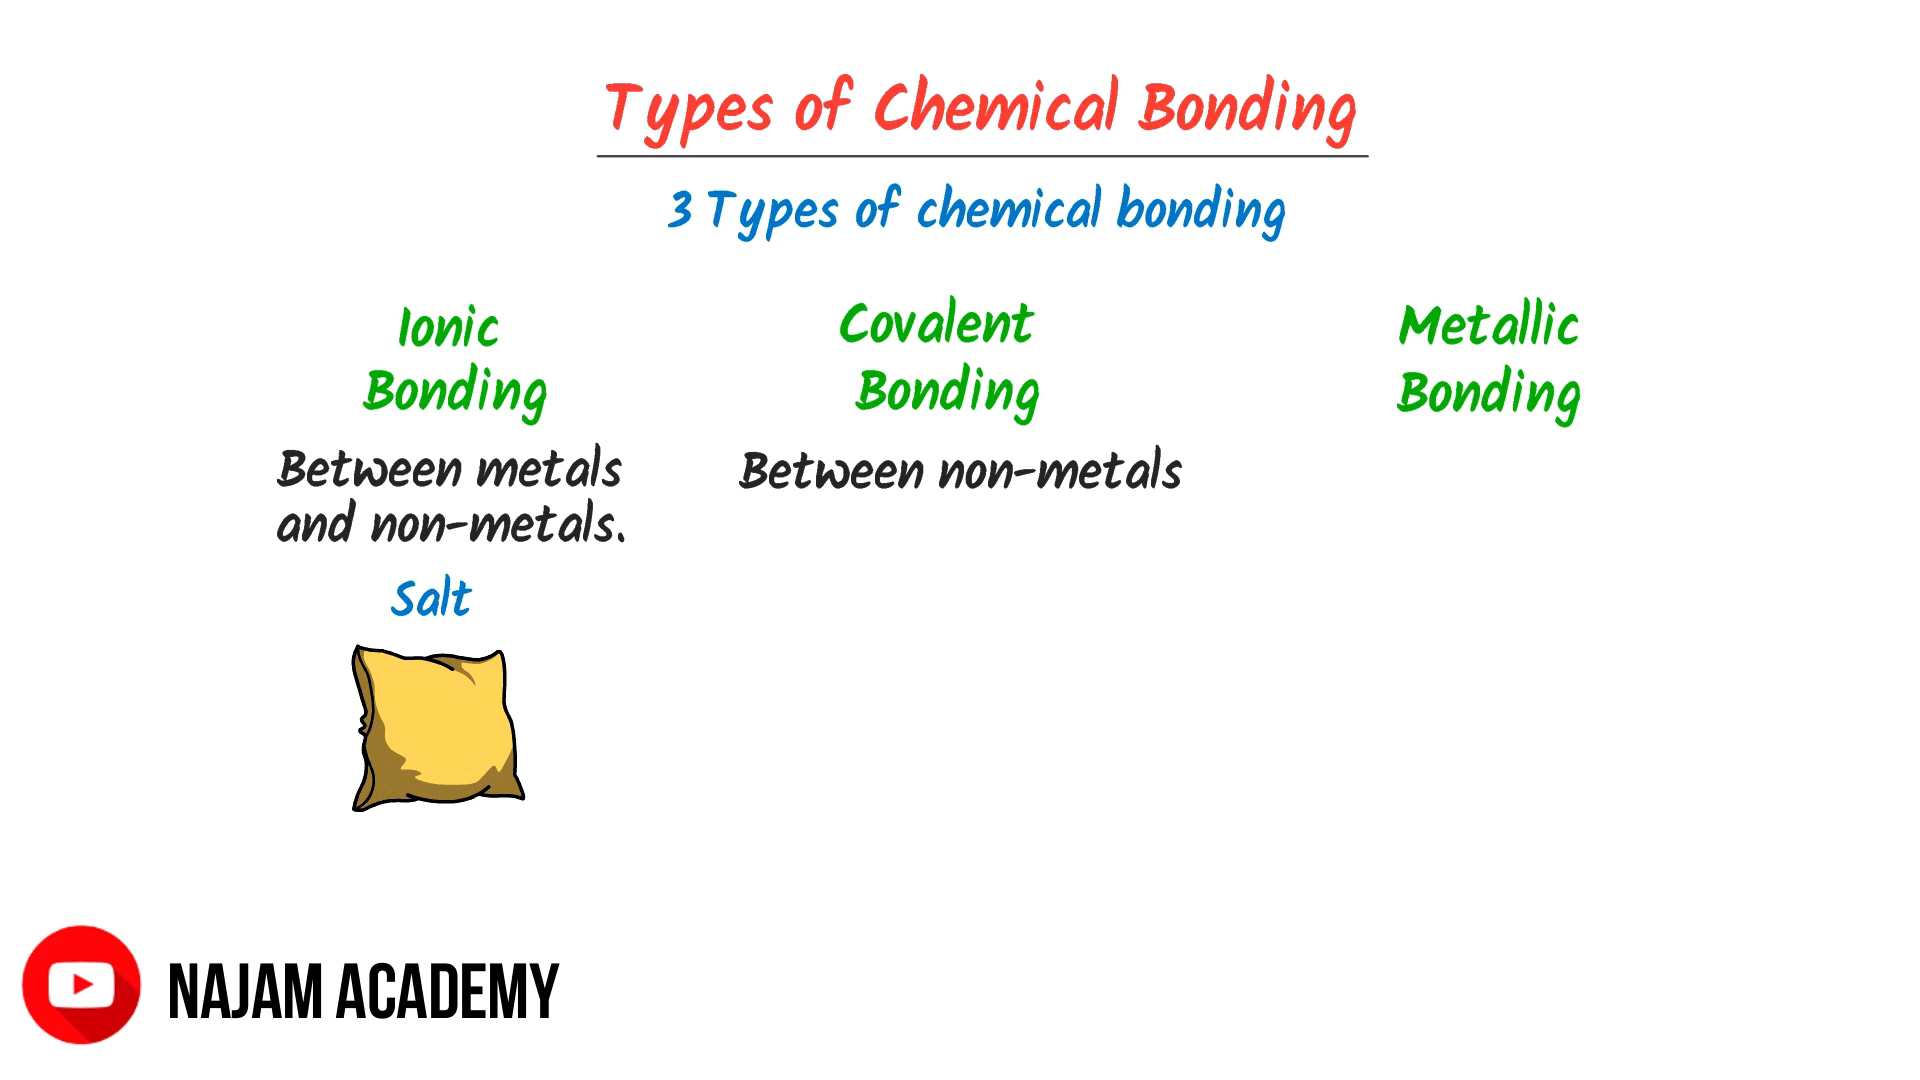 Types of Chemical Bonding
3 Types of chemical bonding
Ionic
Bonding
Between metals
and non-metals.
Salt
Covalent
Bonding
Between non-metals
Metallic
Bonding
NAJAM ACADEMY